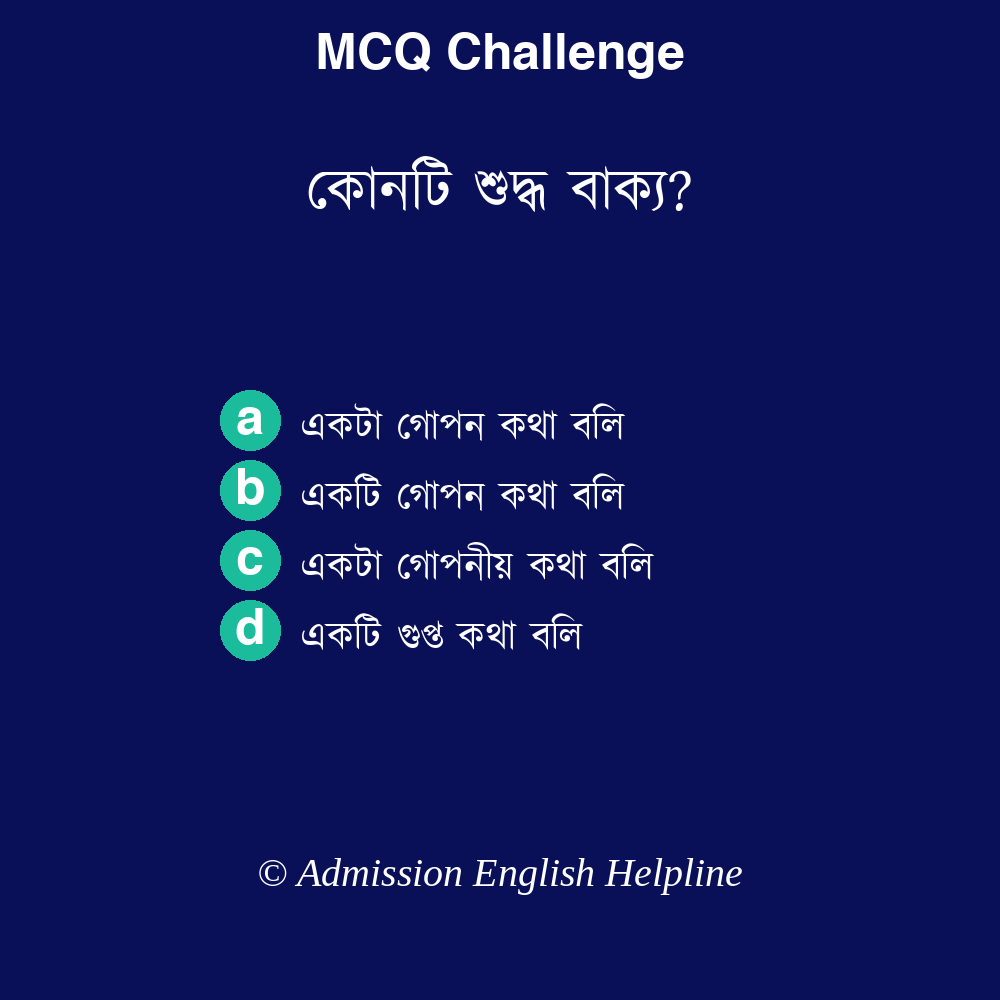 MCQ Challenge
কোনটি শুদ্ধ বাক্য?
a একটা গোপন কথা বলি
b একটি গোপন কথা বলি
c একটা গোপনীয় কথা বলি
d একটি গুপ্ত কথা বলি
© Admission English Helpline